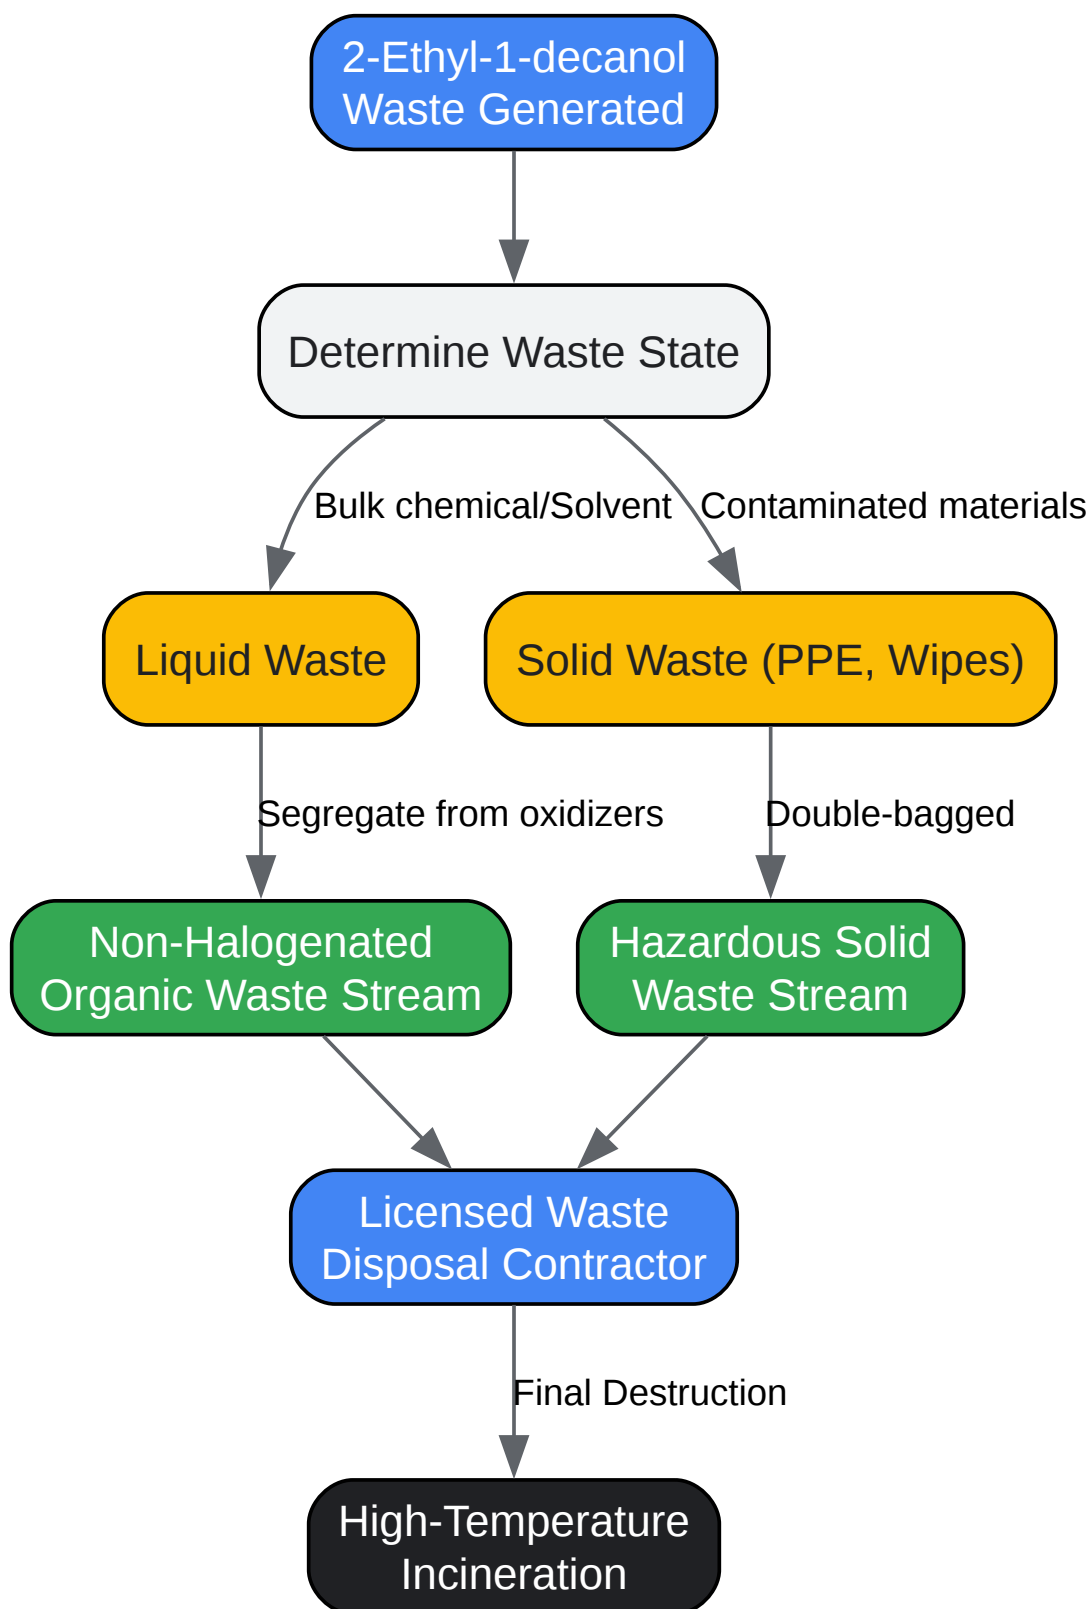 2-Ethyl-1-decanol
Waste Generated
Determine Waste State
Bulk chemical/Solvent
Contaminated materials
Liquid Waste
Solid Waste (PPE, Wipes)
Segregate from oxidizers
Double-bagged
Non-Halogenated
Organic Waste Stream
Hazardous Solid
Waste Stream
Licensed Waste
Disposal Contractor
Final Destruction
High-Temperature
Incineration